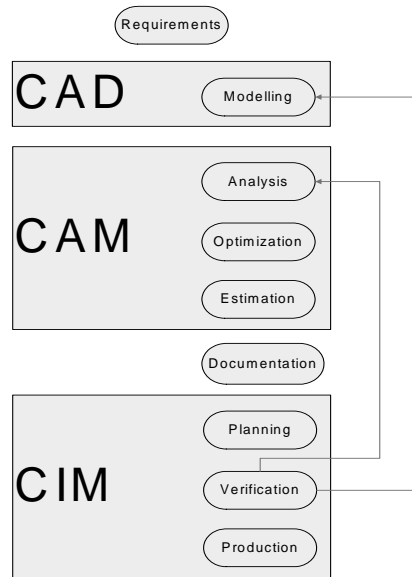 Requirements
CAD
Modelling
CAM
Analysis
Optimization
Estimation
Documentation
CIM
Planning
Verification
Production